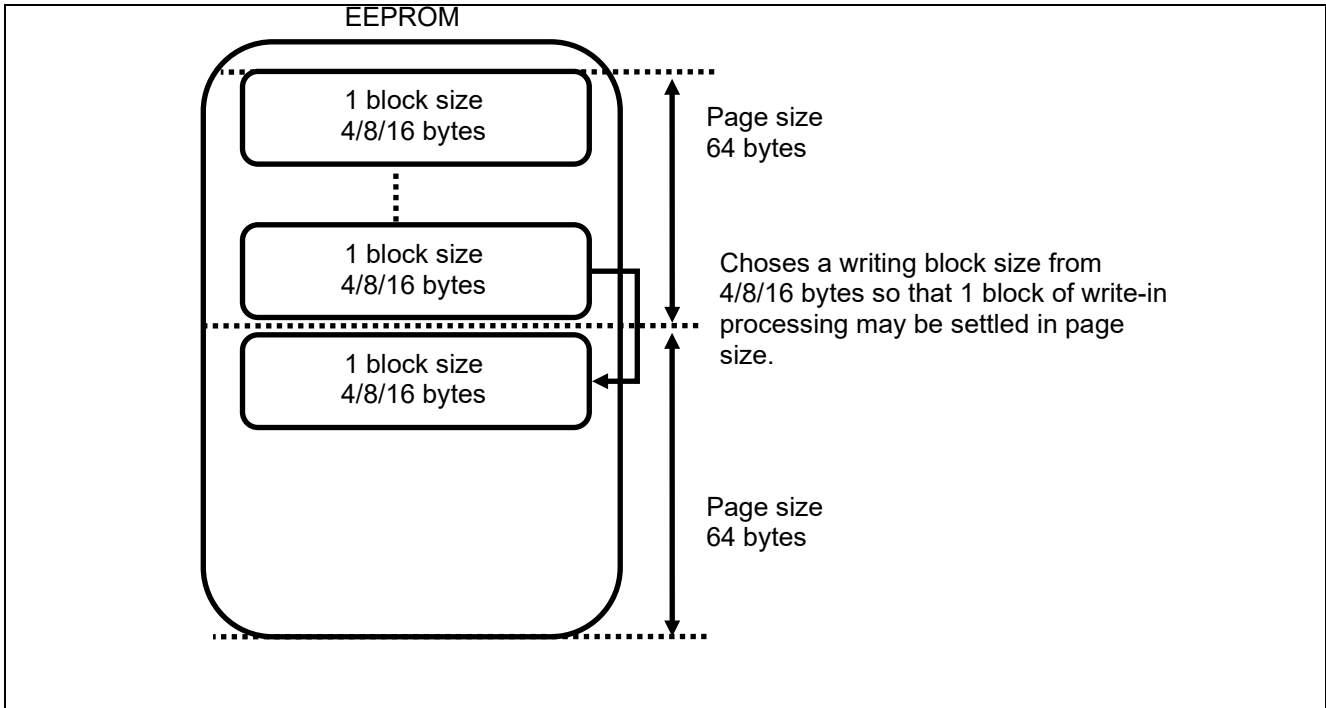 EEPROM
1 block size
4/8/16 bytes
Page size
64 bytes
1 block size
4/8/16 bytes
Choses a writing block size from
4/8/16 bytes so that 1 block of write-in
processing may be settled in page
size.
1 block size
4/8/16 bytes
Page size
64 bytes